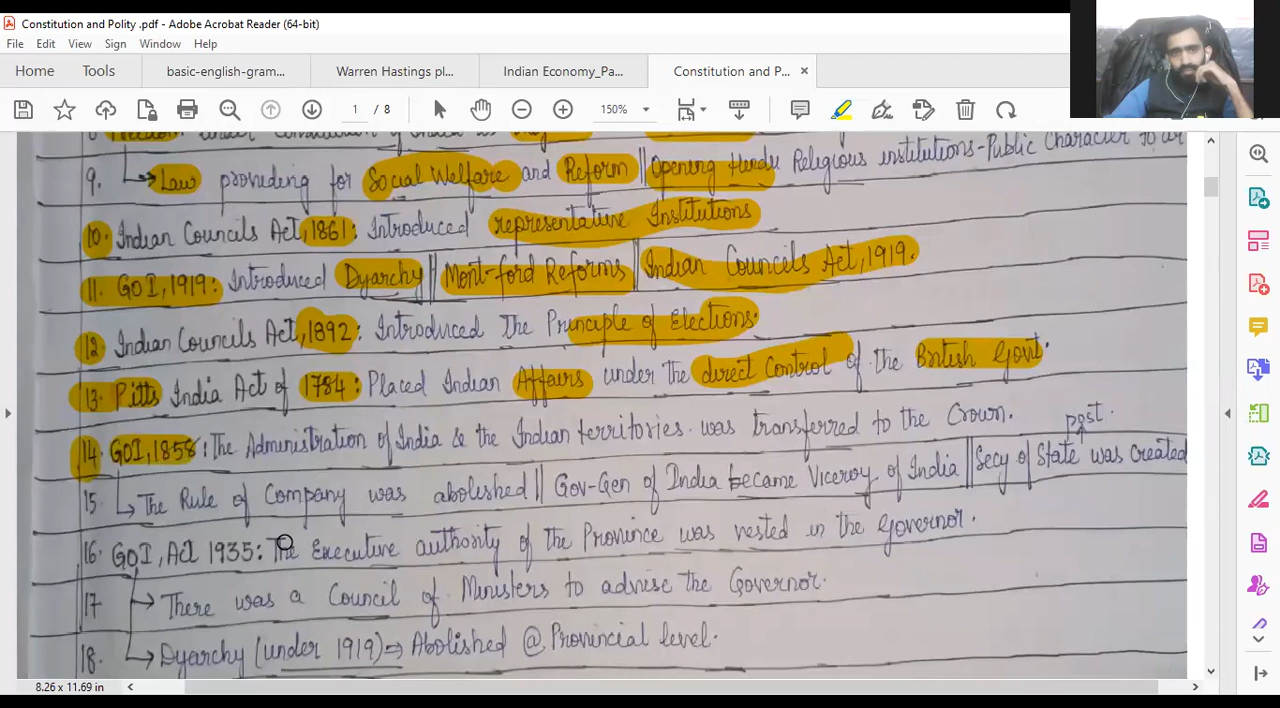 Constitution and Polity .pdf - Adobe Acrobat Reader (64-bit)
File Edit View Sign Window Help
Home Tools basic-english-gram... Warren Hastings pl... Indian Economy_Pa... Constitution and P... ×
1 / 8 150%
9. Law providing for Social Welfare and Reform || Opening Hindu Religious institutions-Public Character to
10. Indian Councils Act, 1861: Introduced representative Institutions
11. GOI, 1919: Introduced Dyarchy || Mont-ford Reforms || Indian Councils Act, 1919.
12 Indian Councils Act, 1892: Introduced the Principle of Elections.
13. Pitts India Act of 1784: Placed Indian Affairs under the direct Control of the British Govt.
14. GOI, 1858: The Administration of India & the Indian territories was transferred to the Crown.
post.
15. The Rule of Company was abolished || Gov-Gen of India became Viceroy of India || Secy of State was created
16. GOI, Act 1935: The Executive authority of the Province was vested in the Governor.
17 There was a Council of Ministers to advise the Governor.
18. Dyarchy (under 1919) => Abolished @ Provincial level.
8.26 x 11.69 in